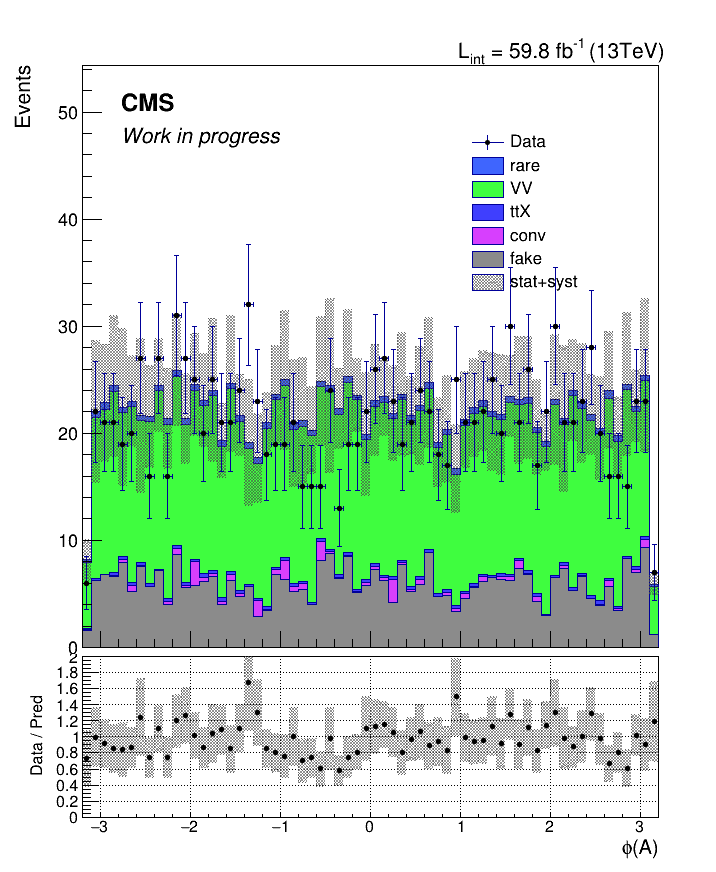 L_int = 59.8 fb^-1 (13TeV)
Events
CMS
Work in progress
50
40
30
20
10
0
Data
rare
VV
ttX
conv
fake
stat+syst
Data / Pred
2
1.8
1.6
1.4
1.2
1
0.8
0.6
0.4
0.2
0
−3 −2 −1 0 1 2 3
ϕ(A)